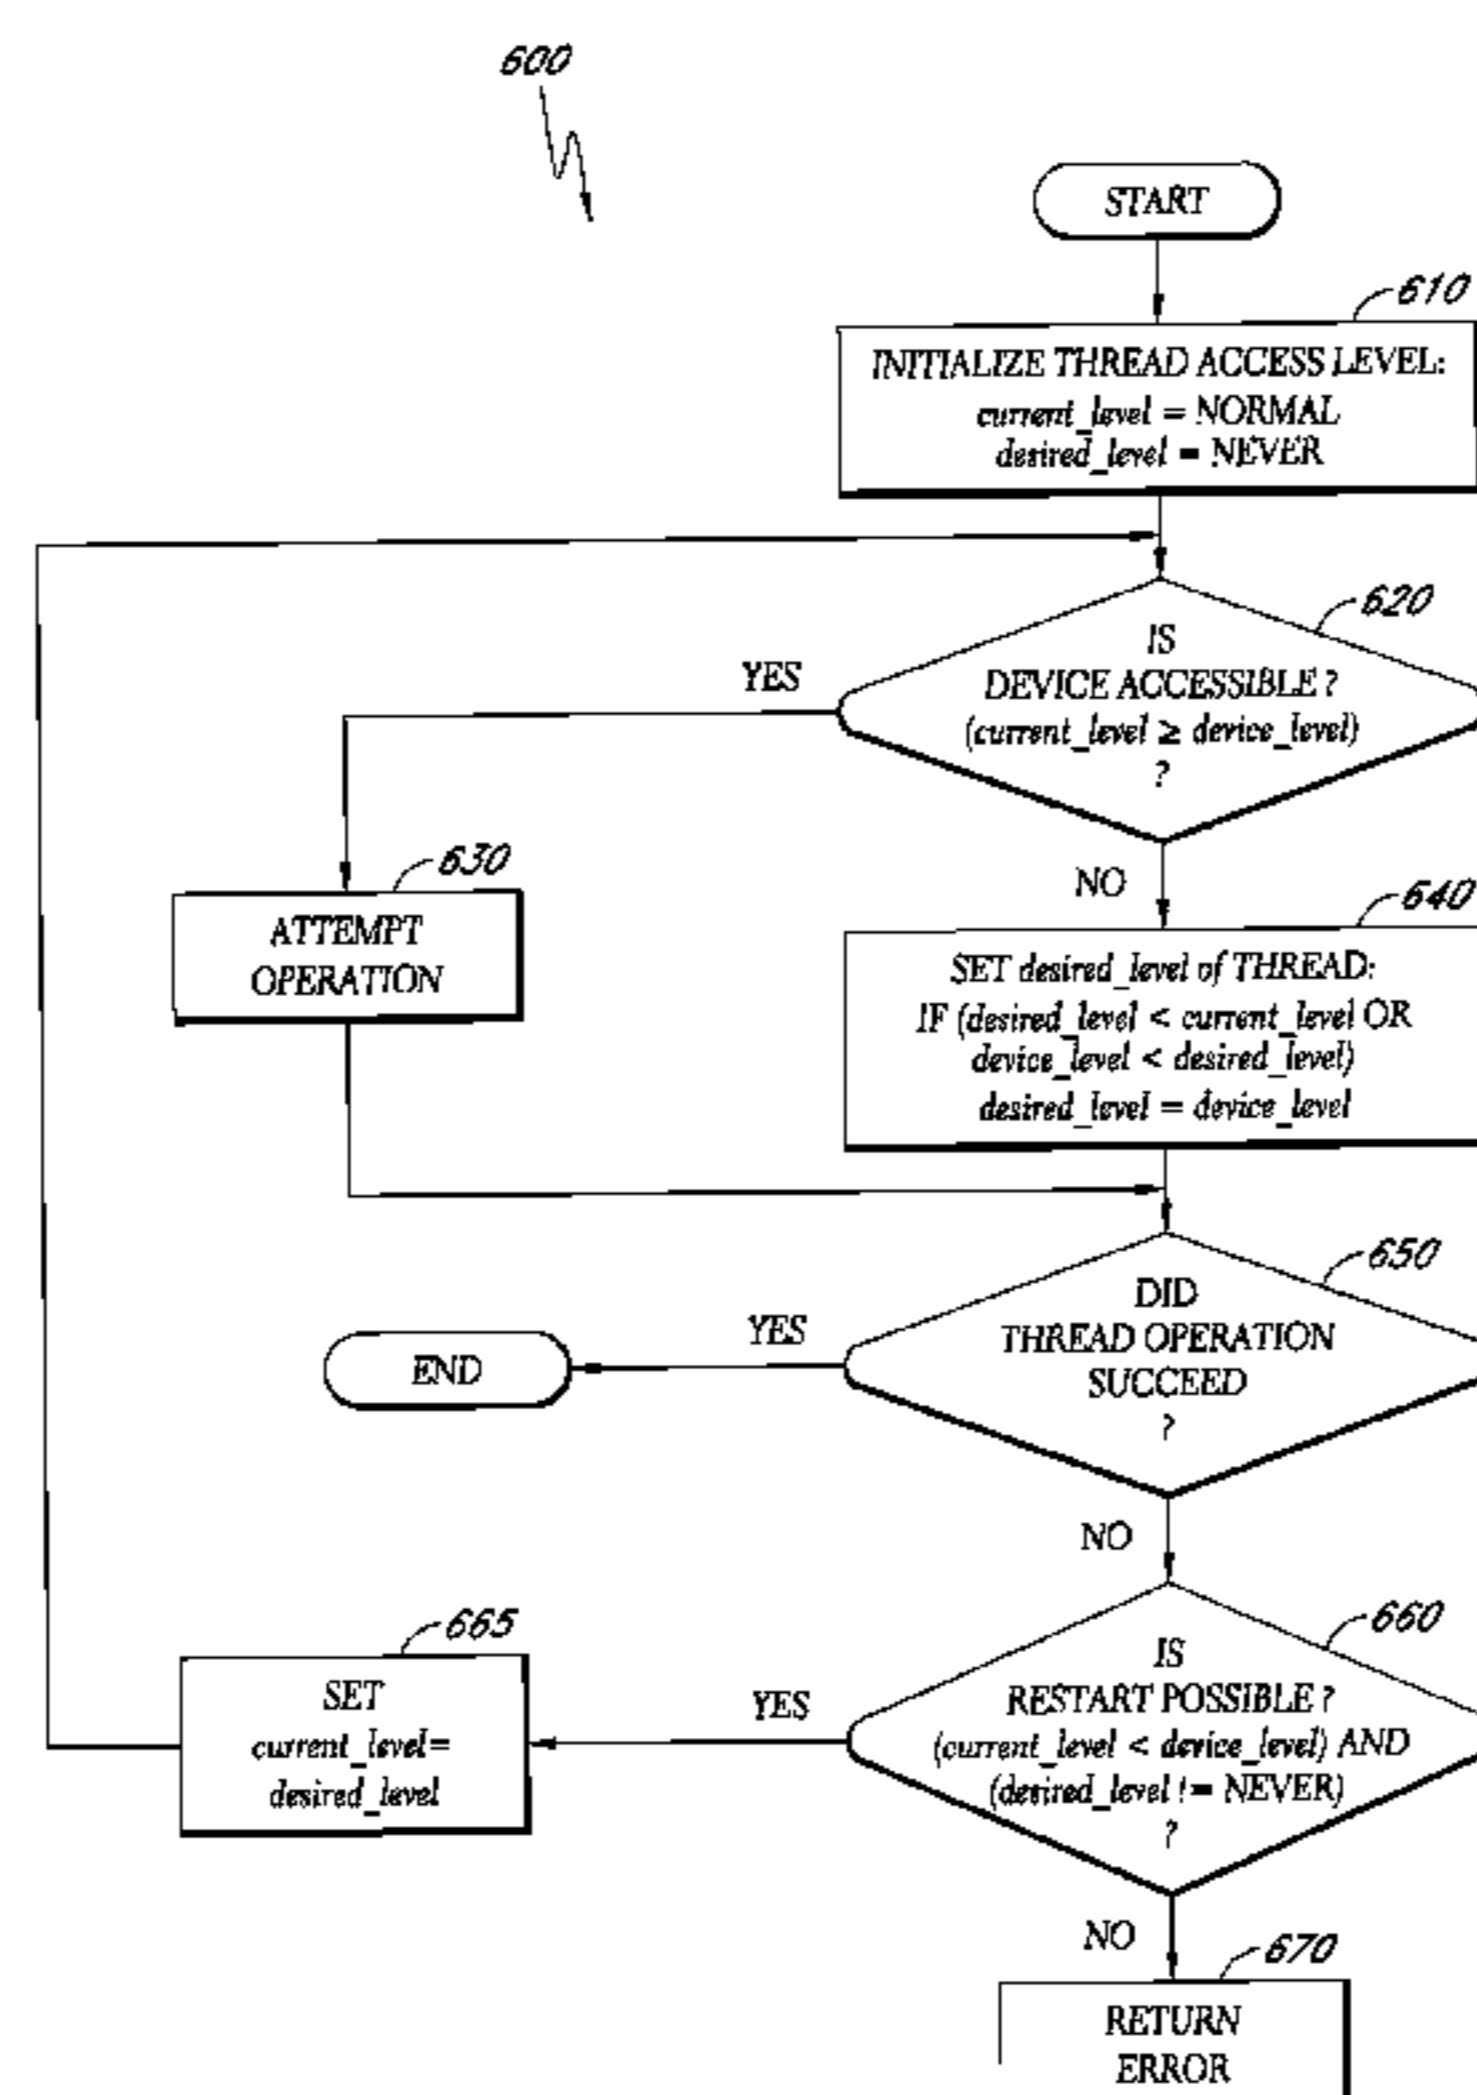 600
START
610
INITIALIZE THREAD ACCESS LEVEL:
current_level = NORMAL
desired_level = NEVER
620
IS
DEVICE ACCESSIBLE ?
(current_level ≥ device_level)
?
YES
NO
630
ATTEMPT
OPERATION
640
SET desired_level of THREAD:
IF (desired_level < current_level OR
device_level < desired_level)
desired_level = device_level
650
DID
THREAD OPERATION
SUCCEED
?
YES
END
NO
660
IS
RESTART POSSIBLE ?
(current_level < device_level) AND
(desired_level != NEVER)
?
YES
665
SET
current_level=
desired_level
NO
670
RETURN
ERROR